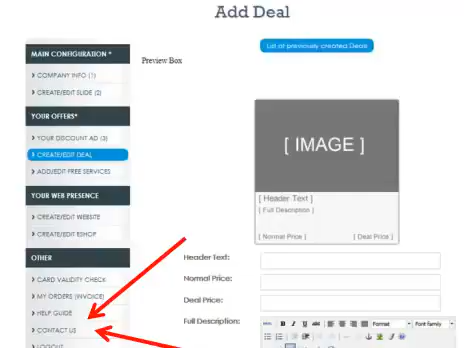 Add Deal
List of previously created Deals
MAIN CONFIGURATION *
Preview Box
COMPANY INFO (1)
CREATE/EDIT SLIDE (2)
YOUR OFFERS*
YOUR DISCOUNT AD (3)
CREATE/EDIT DEAL
ADD/EDIT FREE SERVICES
YOUR WEB PRESENCE
CREATE/EDIT WEBSITE
CREATE/EDIT ESHOP
OTHER
CARD VALIDITY CHECK
MY ORDERS (INVOICE)
HELP GUIDE
CONTACT US
LOGOUT
[ IMAGE ]
[ Header Text ]
[ Full Description ]
[ Normal Price ] [ Deal Price ]
Header Text:
Normal Price:
Deal Price:
Full Description:
HTML B I U ABC Format Font family